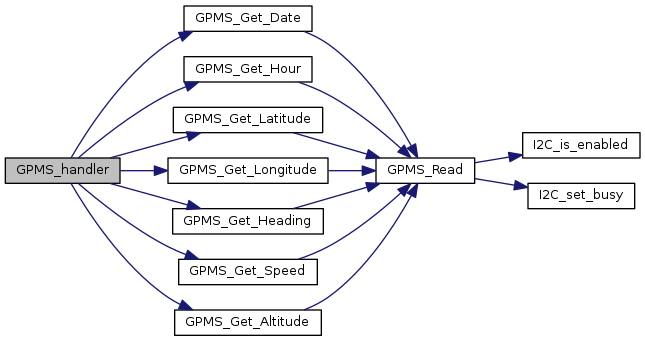 GPMS_Get_Date
GPMS_Get_Hour
GPMS_Get_Latitude
I2C_is_enabled
GPMS_handler
GPMS_Get_Longitude
GPMS_Read
I2C_set_busy
GPMS_Get_Heading
GPMS_Get_Speed
GPMS_Get_Altitude